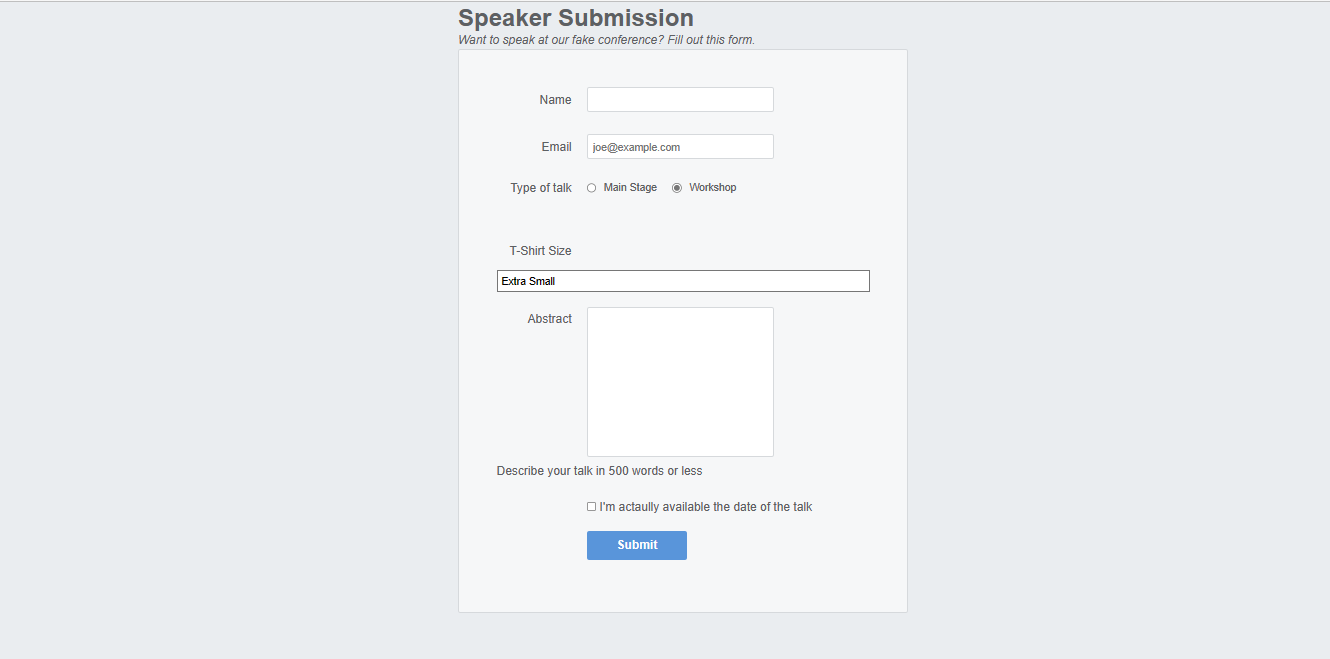 Speaker Submission
Want to speak at our fake conference? Fill out this form.
Name
Email joe@example.com
Type of talk Main Stage Workshop
T-Shirt Size
Extra Small
Abstract
Describe your talk in 500 words or less
I'm actaully available the date of the talk
Submit